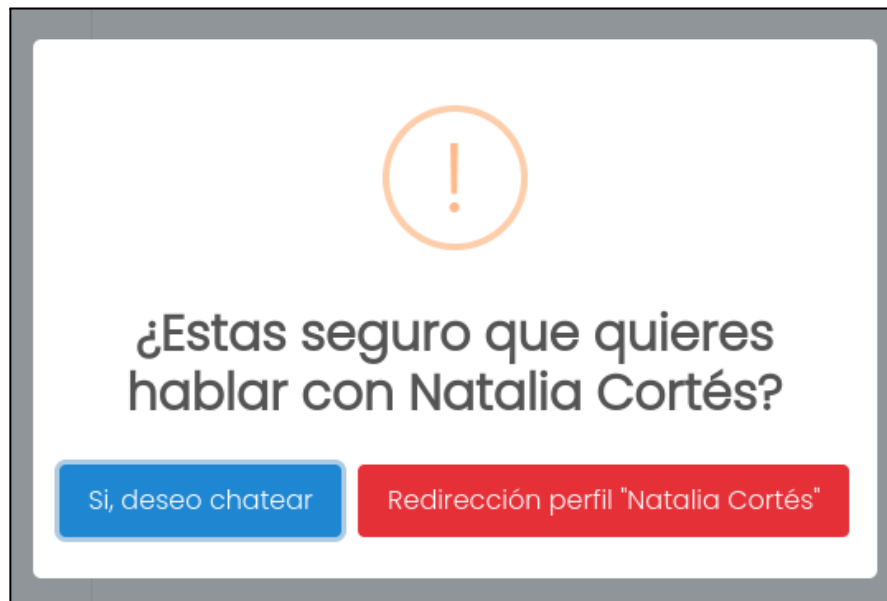 ¿Estas seguro que quieres
hablar con Natalia Cortés?
Si, deseo chatear
Redirección perfil "Natalia Cortés"